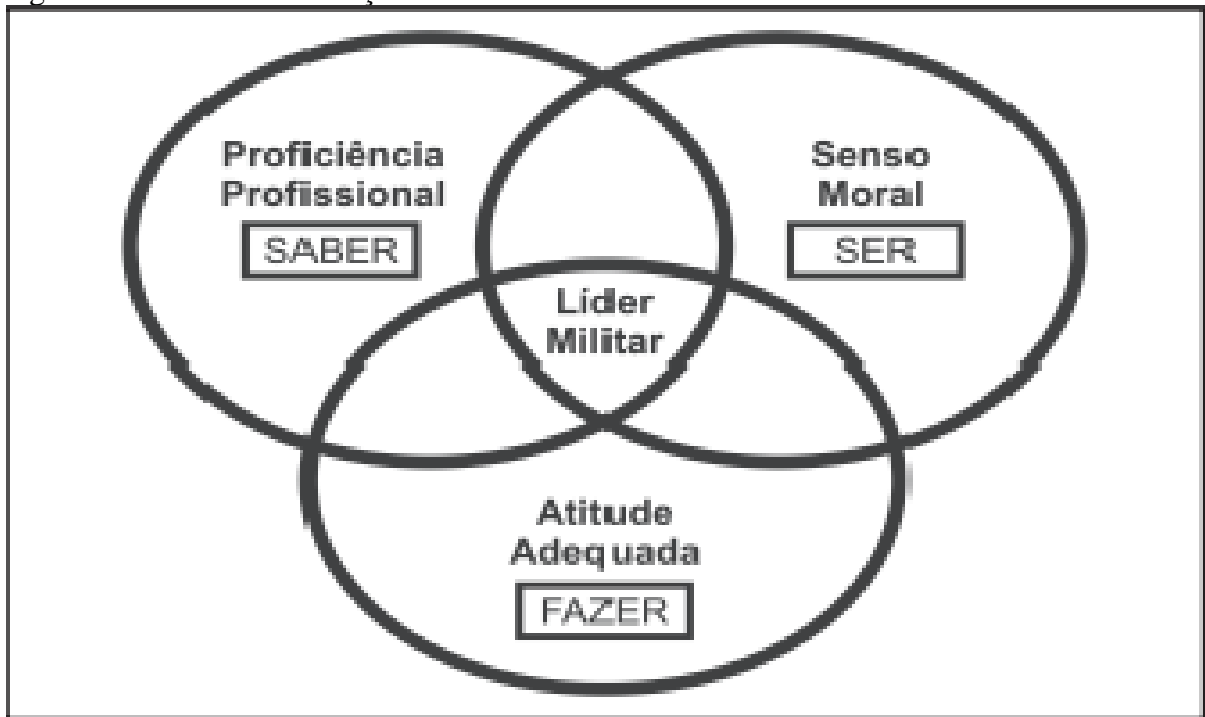 Proficiência
Profissional
SABER
Senso
Moral
SER
Líder
Militar
Atitude
Adequada
FAZER